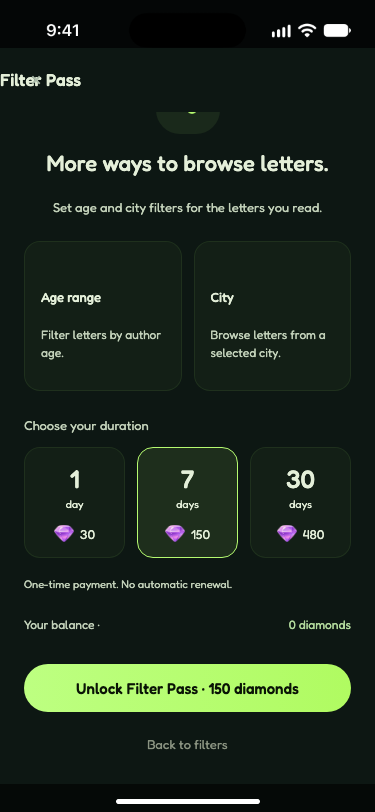 9:41
Filter Pass
More ways to browse letters.
Set age and city filters for the letters you read.
Age range
Filter letters by author
age.
City
Browse letters from a
selected city.
Choose your duration
1
day
30
7
days
150
30
days
480
One-time payment. No automatic renewal.
Your balance ·
0 diamonds
Unlock Filter Pass · 150 diamonds
Back to filters